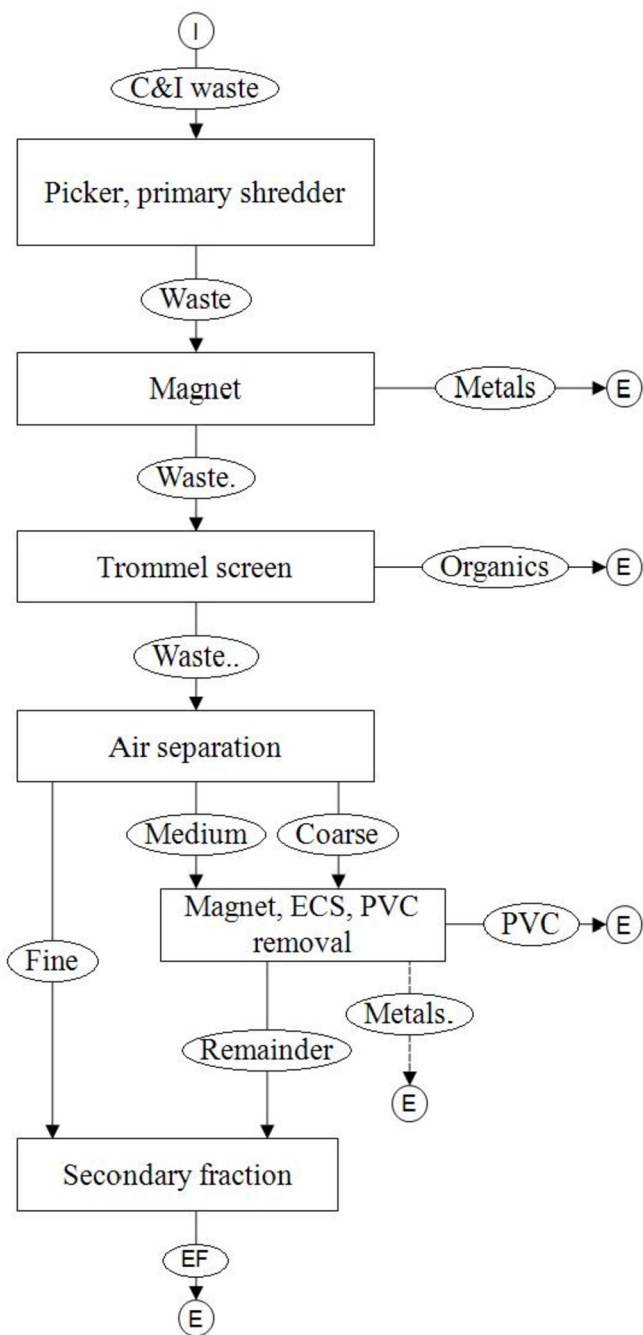 I
C&I waste
Picker, primary shredder
Waste
Magnet
Metals
E
Waste.
Trommel screen
Organics
E
Waste..
Air separation
Medium
Coarse
Magnet, ECS, PVC
removal
PVC
E
Fine
Metals.
Remainder
E
Secondary fraction
EF
E